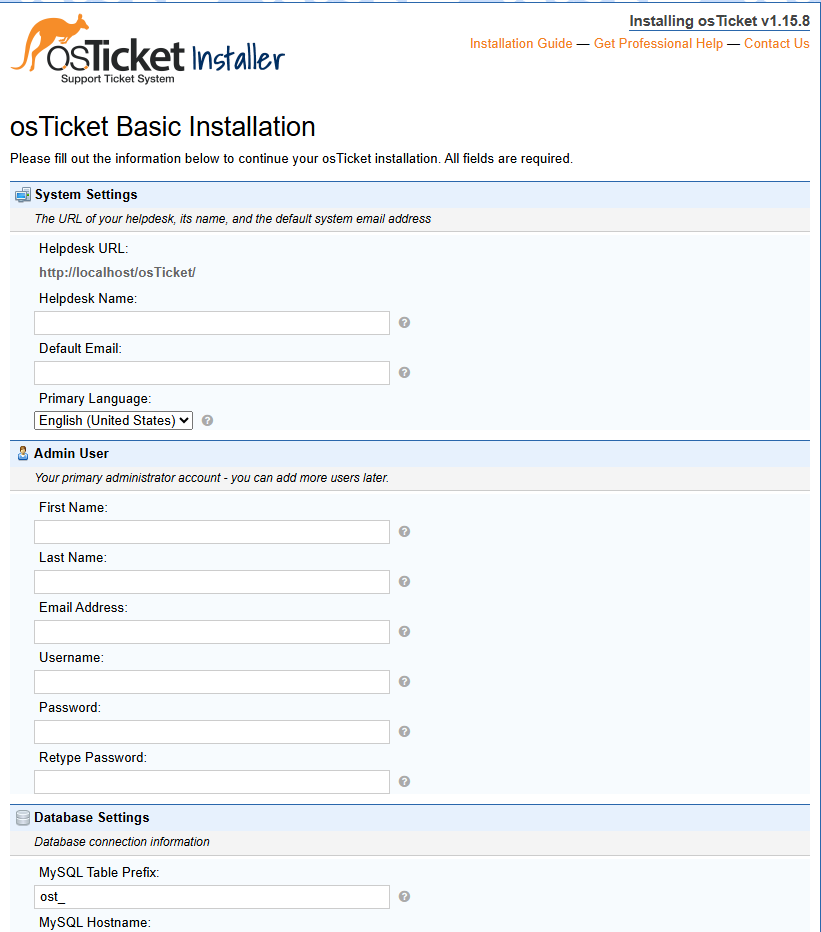 osTicket Installer
Support Ticket System
Installing osTicket v1.15.8
Installation Guide — Get Professional Help — Contact Us
osTicket Basic Installation
Please fill out the information below to continue your osTicket installation. All fields are required.
System Settings
The URL of your helpdesk, its name, and the default system email address
Helpdesk URL:
http://localhost/osTicket/
Helpdesk Name:
?
Default Email:
?
Primary Language:
English (United States) ?
Admin User
Your primary administrator account - you can add more users later.
First Name:
?
Last Name:
?
Email Address:
?
Username:
?
Password:
?
Retype Password:
?
Database Settings
Database connection information
MySQL Table Prefix:
ost_ ?
MySQL Hostname: